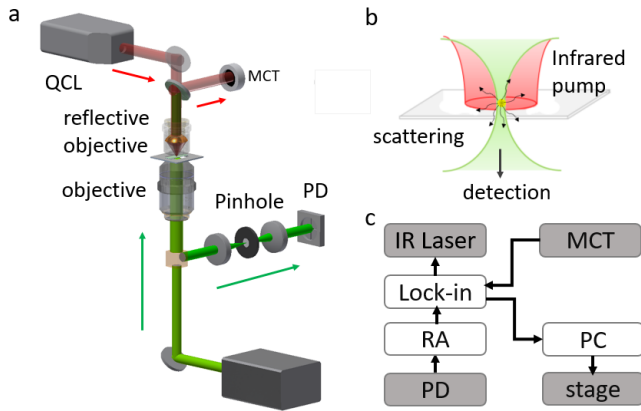 a
QCL
MCT
reflective
objective
objective
Pinhole
PD
b
Infrared
pump
scattering
detection
c
IR Laser
MCT
Lock-in
RA
PC
PD
stage